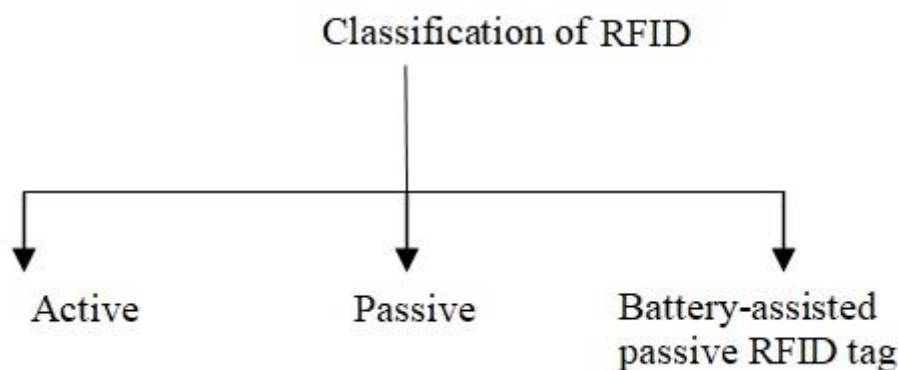 Classification of RFID
Active
Passive
Battery-assisted
passive RFID tag